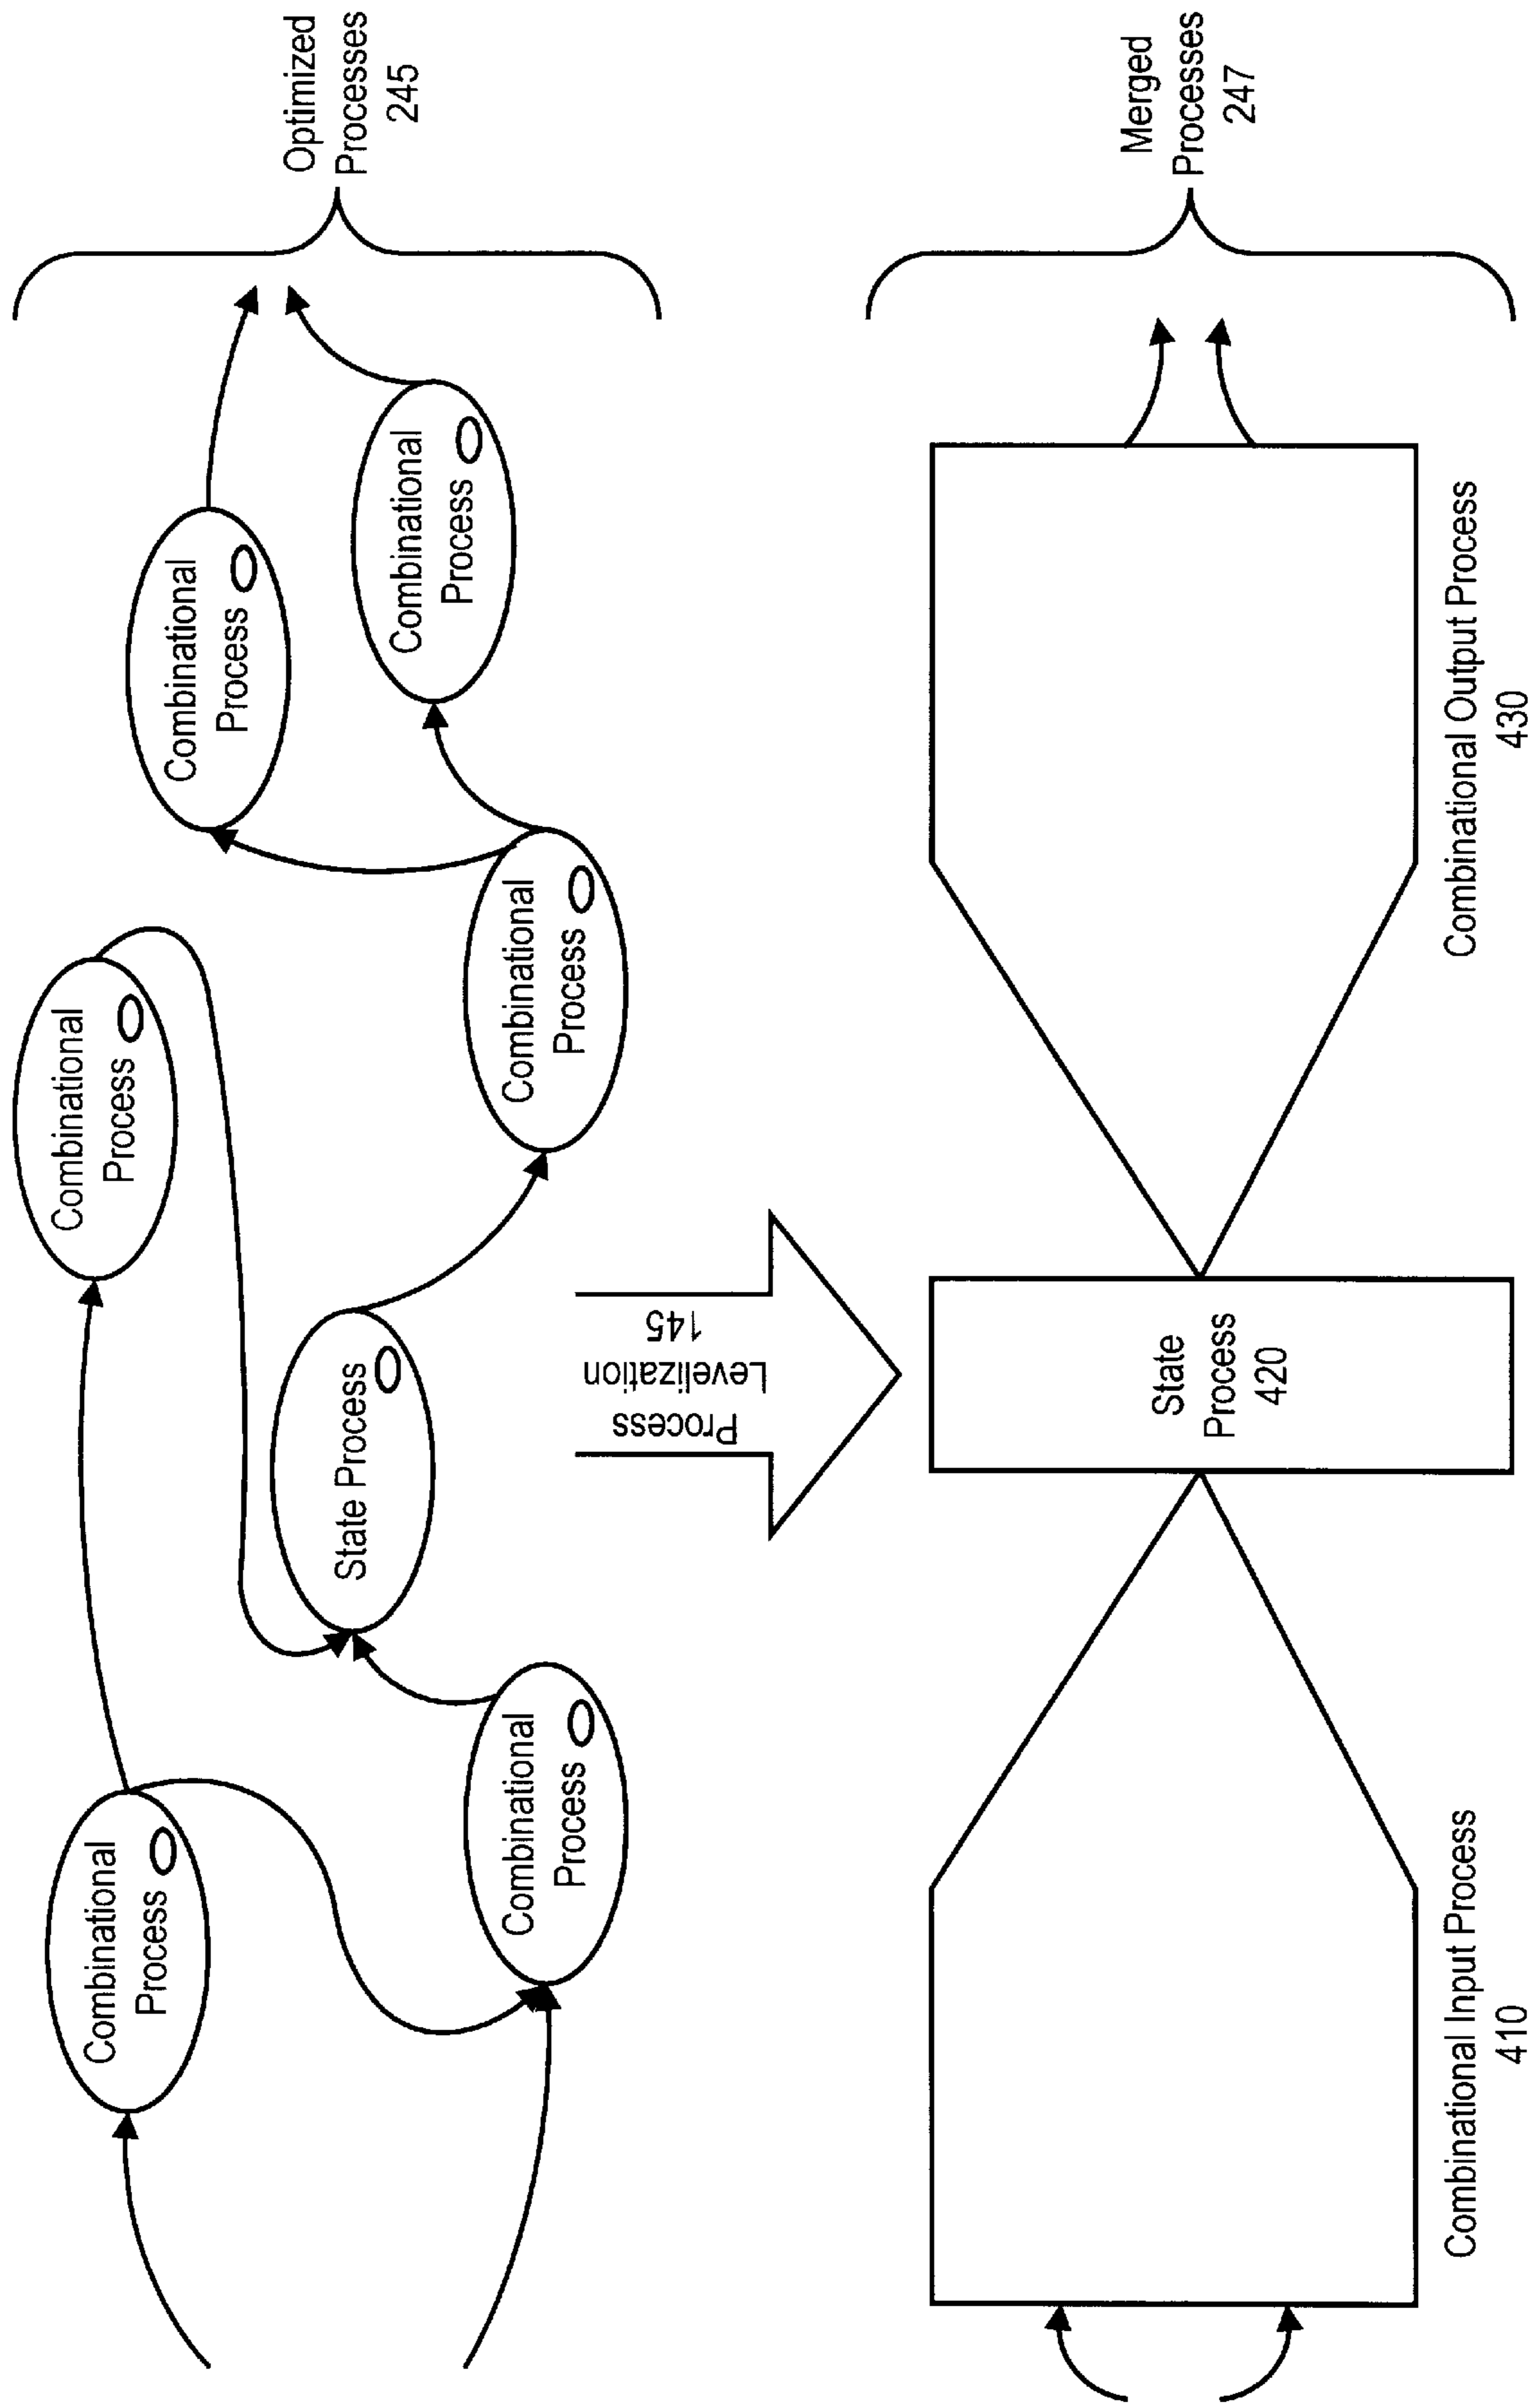 Combinational
Process
Combinational
Process
Combinational
Process
State Process
Combinational
Process
Combinational
Process
Combinational
Process
Optimized
Processes
245
Process
Levelization
145
Combinational Input Process
410
State
Process
420
Combinational Output Process
430
Merged
Processes
247